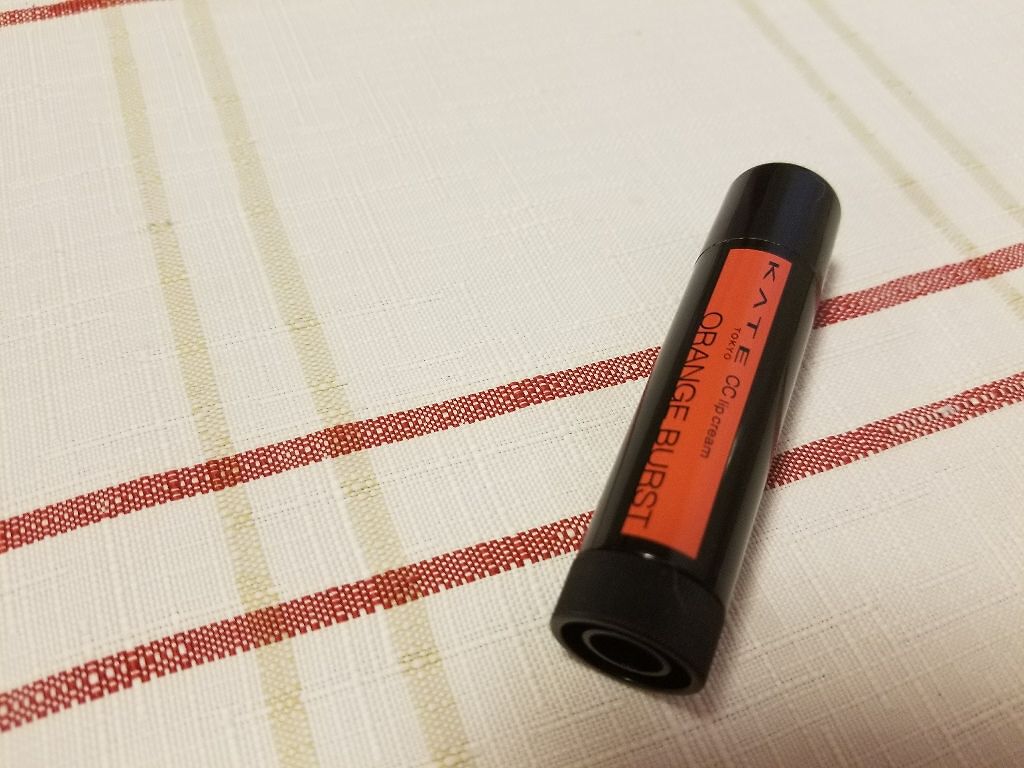 KATE
TOKYO
CC lip cream
ORANGE BURST